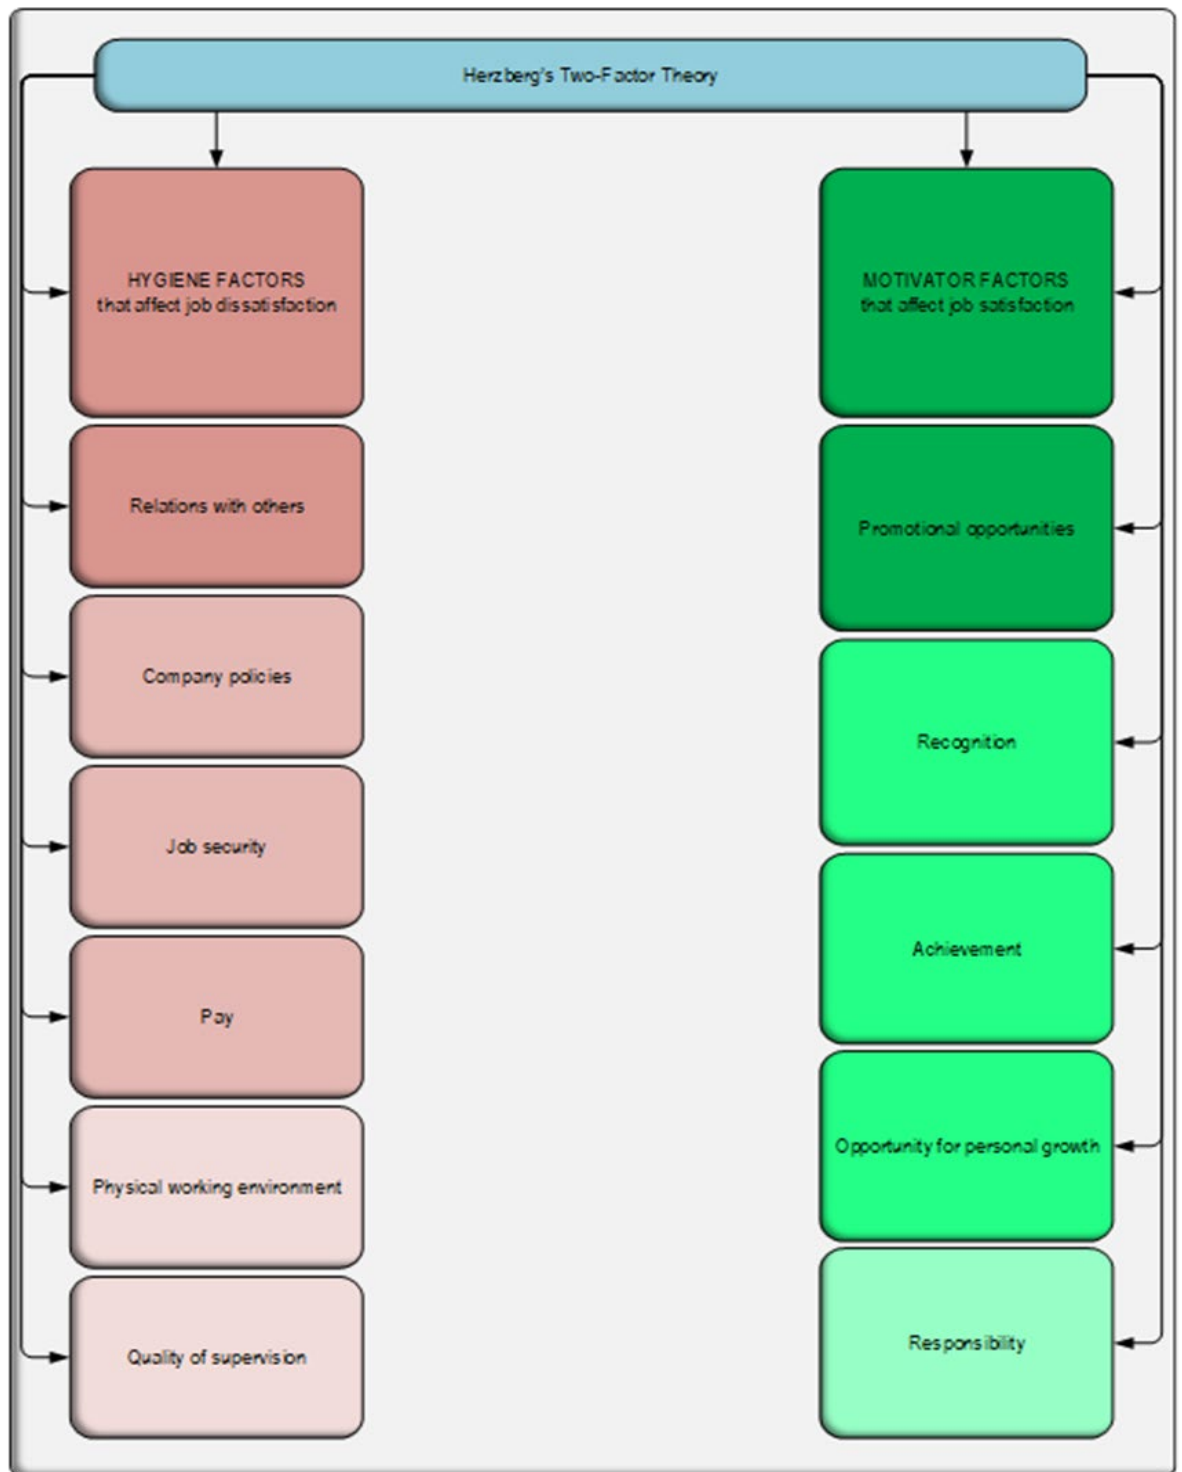 Herzberg's Two-Factor Theory
HYGIENE FACTORS
that affect job dissatisfaction
Relations with others
Company policies
Job security
Pay
Physical working environment
Quality of supervision
MOTIVATOR FACTORS
that affect job satisfaction
Promotional opportunities
Recognition
Achievement
Opportunity for personal growth
Responsibility